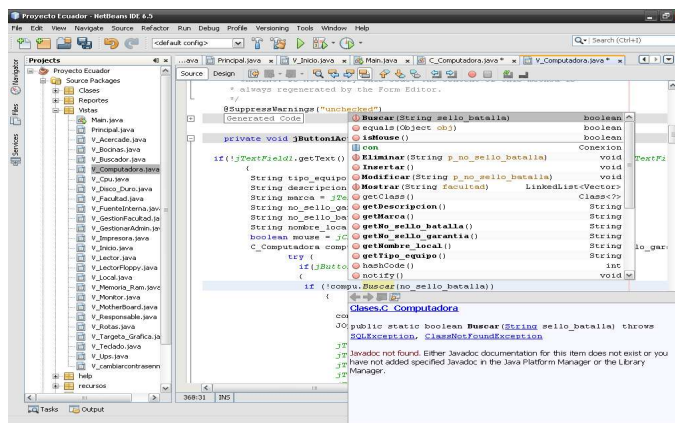 Proyecto Ecuador - NetBeans IDE 6.5
File Edit View Navigate Source Refactor Run Debug Profile Versioning Tools Window Help
<default config>
Search (Ctrl+I)
Projects
...ava Principal.java V_Inicio.java Main.java C_Computadora.java * V_Computadora.java *
Source Design
Navigator
Files
Services
Proyecto Ecuador
Source Packages
Clases
Reportes
Vistas
Main.java
Principal.java
V_Acercade.java
V_Bocinas.java
V_Buscador.java
V_Computadora.java
V_Cpu.java
V_Disco_Duro.java
V_Facultad.java
V_FuenteInterna.java
V_GestionFacultad.ja
V_GestionarAdmin.jav
V_Impresora.java
V_Inicio.java
V_Lector.java
V_LectorFloppy.java
V_Local.java
V_Memoria_Ram.java
V_Monitor.java
V_MotherBoard.java
V_Responsable.java
V_Rotas.java
V_Targeta_Grafica.ja
V_Teclado.java
V_Ups.java
V_cambiarcontrasenn
help
recursos
* always regenerated by the Form Editor.
*/
@SuppressWarnings("unchecked")
Generated Code
private void jButton1Ac
if(!jTextField1.getText()
{
String tipo_equipo
String descripcion
String marca = jTe
String no_sello_ga
String no_sello_ba
String nombre_loca
boolean mouse = jC
C_Computadora comp
try {
if(jButto
{
if (!compu.Buscar(no_sello_batalla))
{
Buscar(String sello_batalla) boolean
equals(Object obj) boolean
isMouse() boolean
con Conexion
Eliminar(String p_no_sello_batalla) void
Insertar() void
Modificar(String p_no_sello_batalla) void
Mostrar(String facultad) LinkedList<Vector>
getClass() Class<?>
getDescripcion() String
getMarca() String
getNo_sello_batalla() String
getNo_sello_garantia() String
getNombre_local() String
getTipo_equipo() String
hashCode() int
notify() void
Clases.C_Computadora
public static boolean Buscar(String sello_batalla) throws
SQLException, ClassNotFoundException
Javadoc not found. Either Javadoc documentation for this item does not exist or you
have not added specified Javadoc in the Java Platform Manager or the Library
Manager.
368:31 INS
Tasks Output